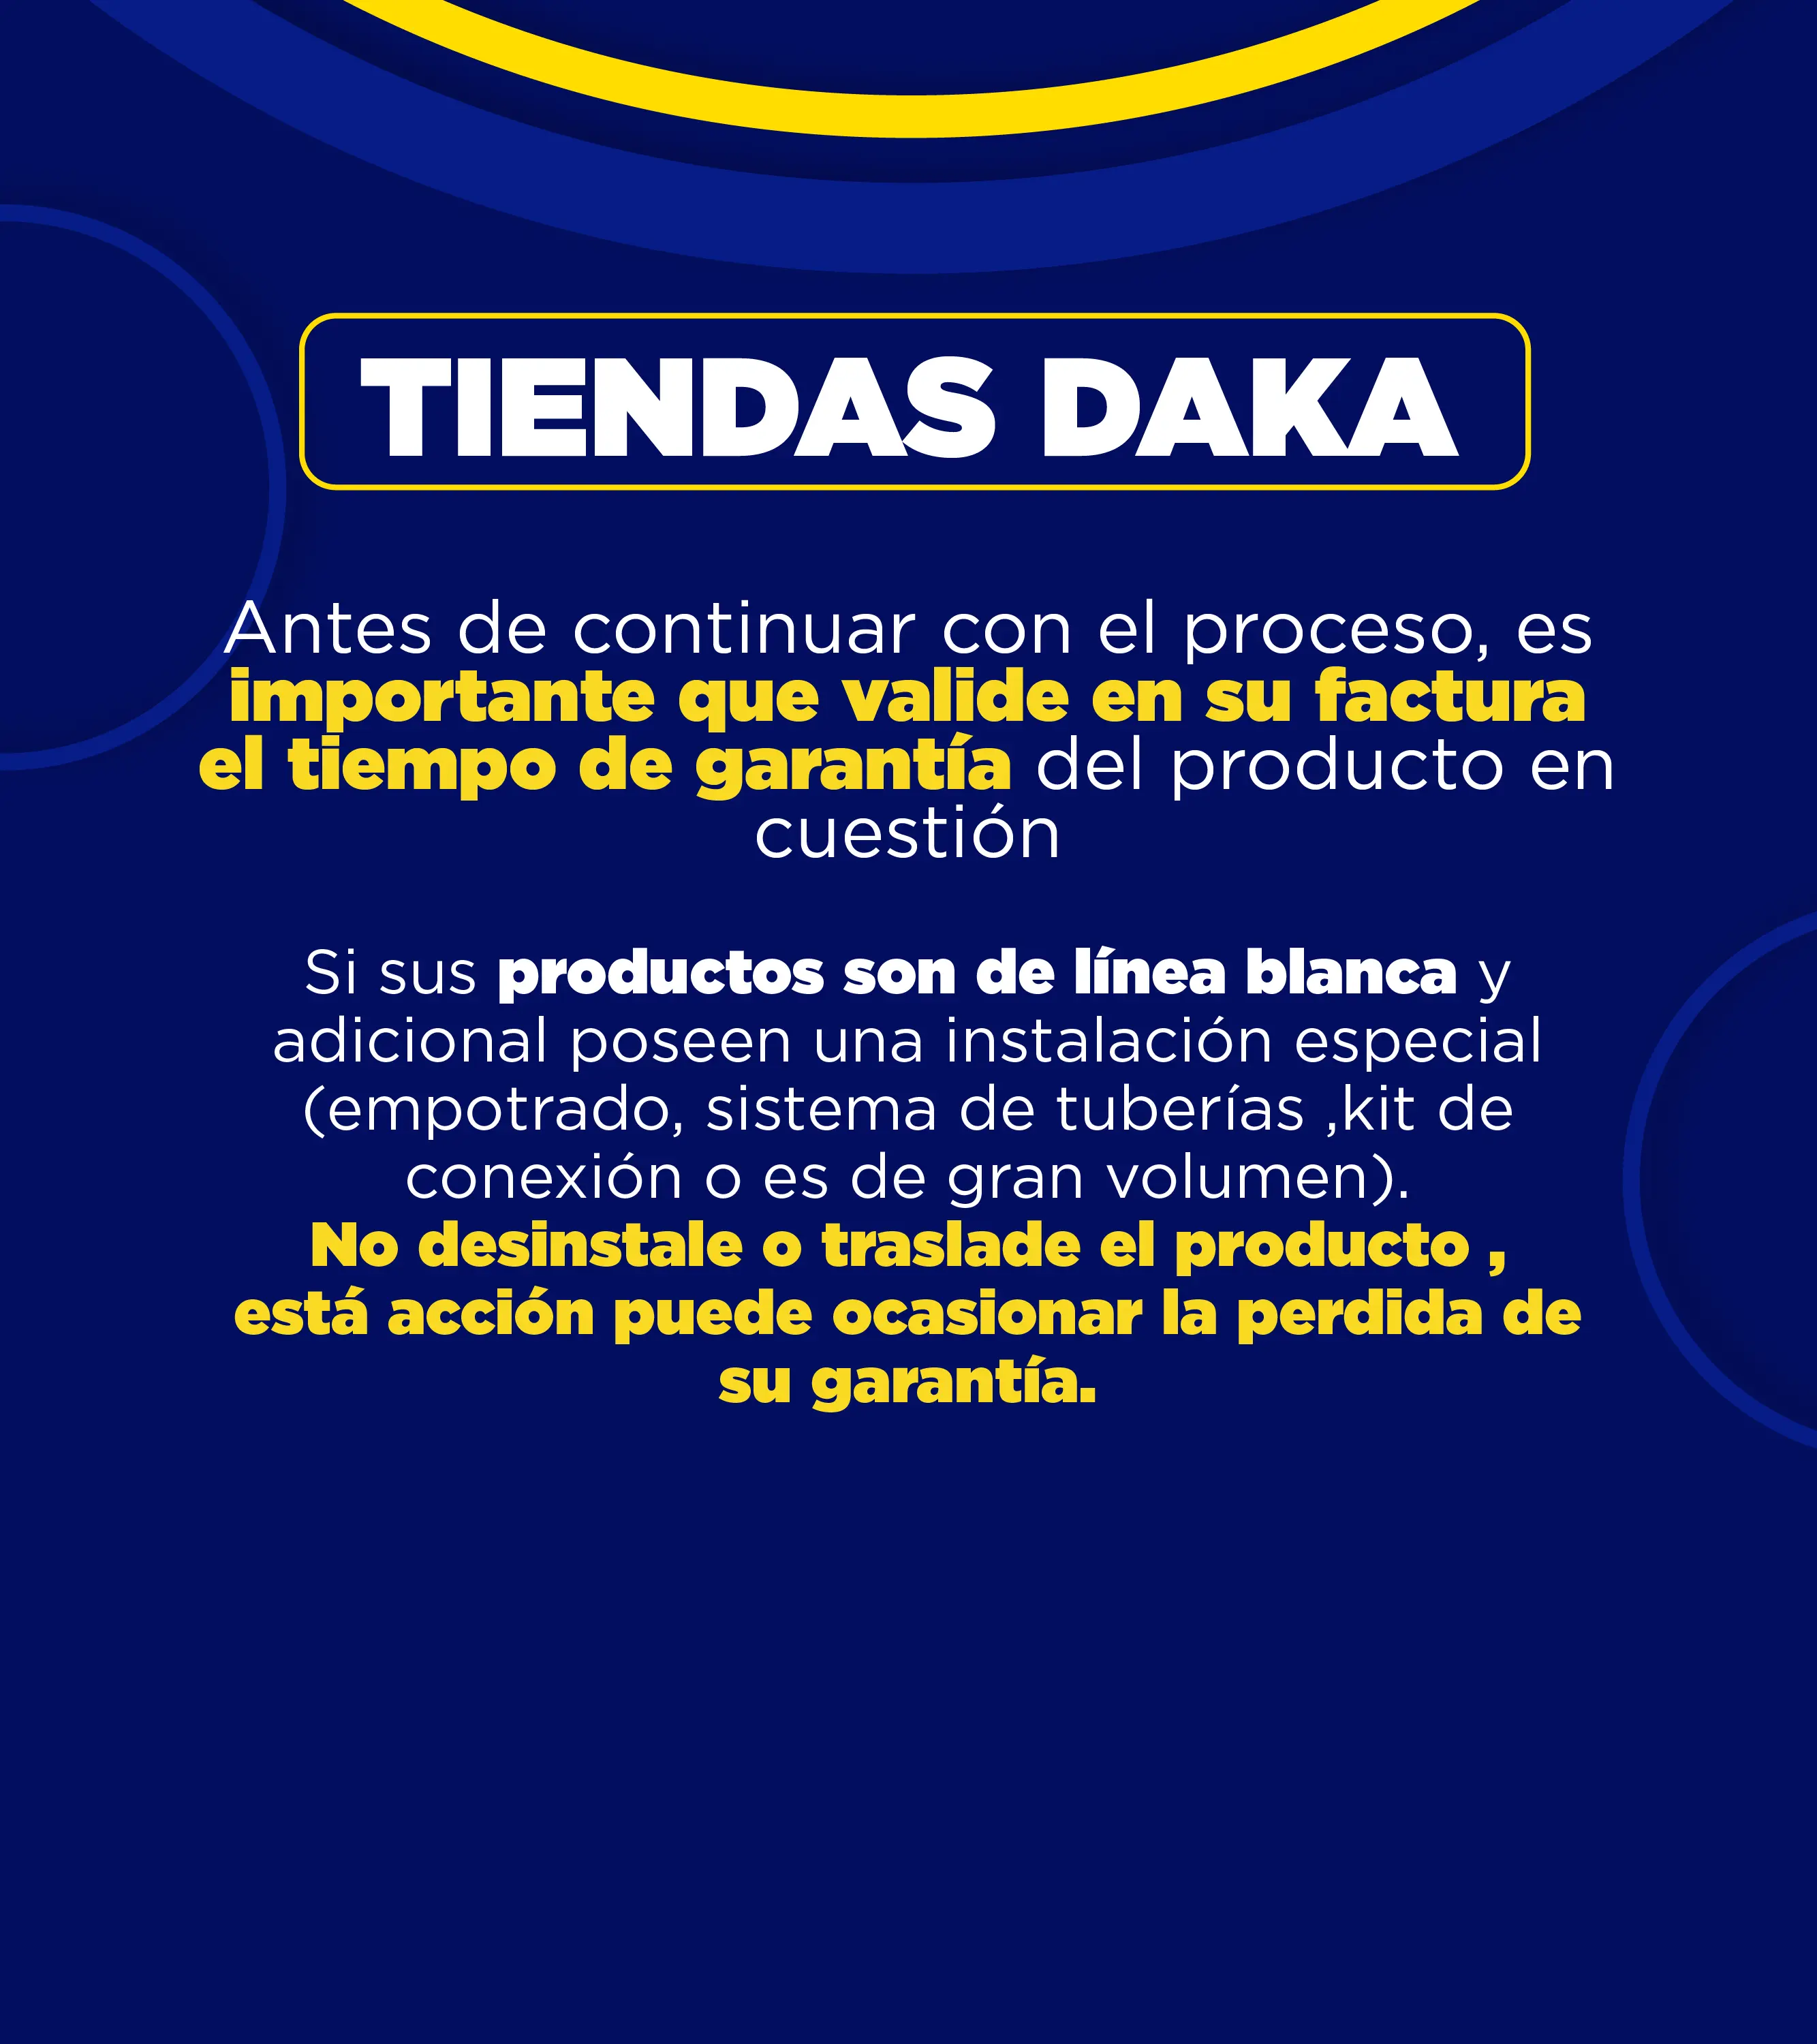 TIENDAS DAKA
Antes de continuar con el proceso, es
importante que valide en su factura
el tiempo de garantía del producto en
cuestión
Si sus productos son de línea blanca y
adicional poseen una instalación especial
(empotrado, sistema de tuberías ,kit de
conexión o es de gran volumen).
No desinstale o traslade el producto ,
está acción puede ocasionar la perdida de
su garantía.